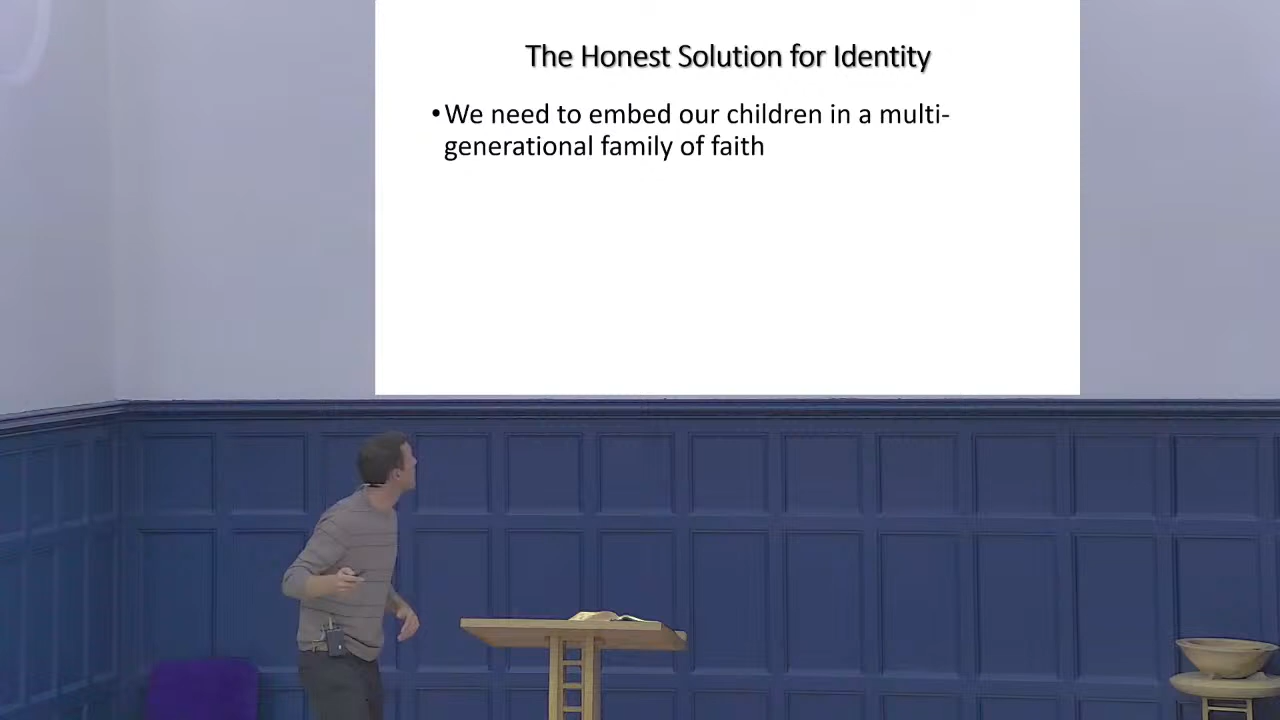 The Honest Solution for Identity
•We need to embed our children in a multi-
generational family of faith